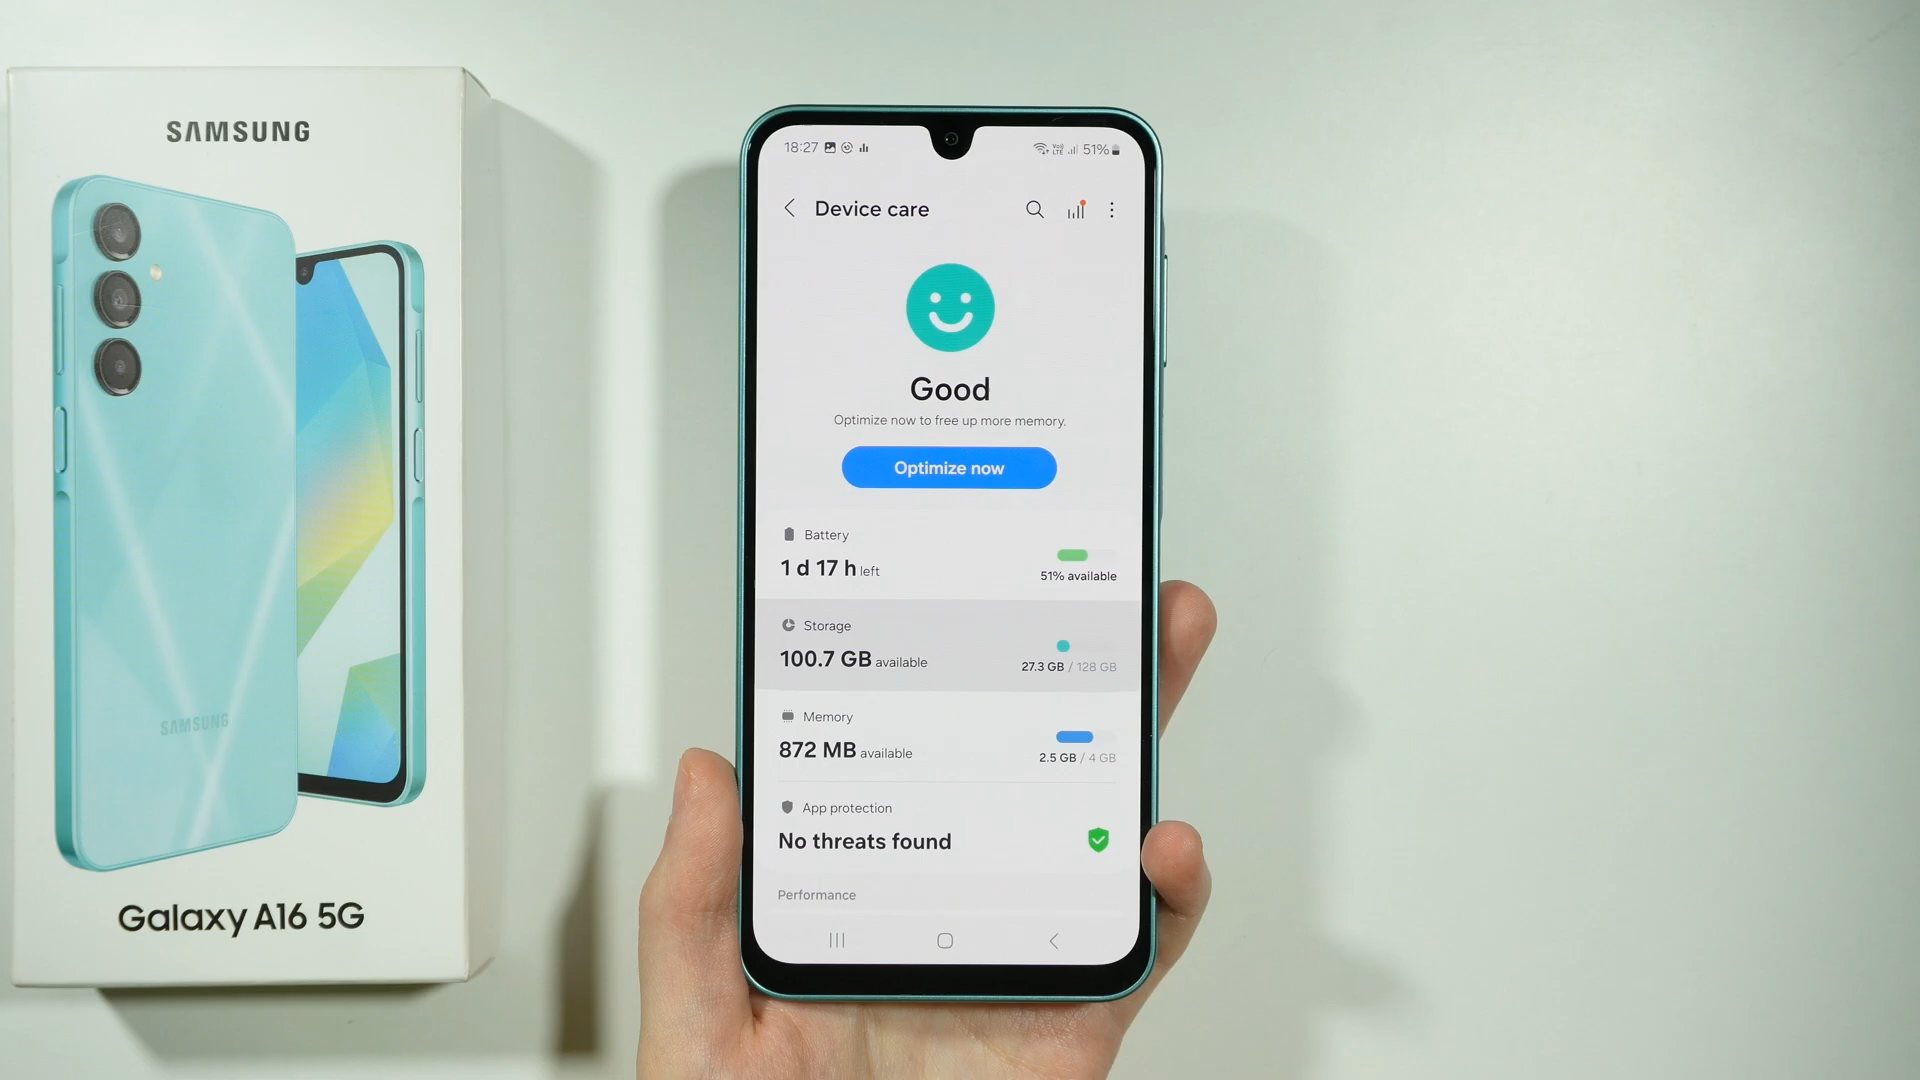 SAMSUNG
SAMSUNG
Galaxy A16 5G
18:27
Voo
LTE
51%
Device care
Good
Optimize now to free up more memory.
Optimize now
Battery
1 d 17 h left
51% available
Storage
100.7 GB available
27.3 GB / 128 GB
Memory
872 MB available
2.5 GB / 4 GB
App protection
No threats found
Performance